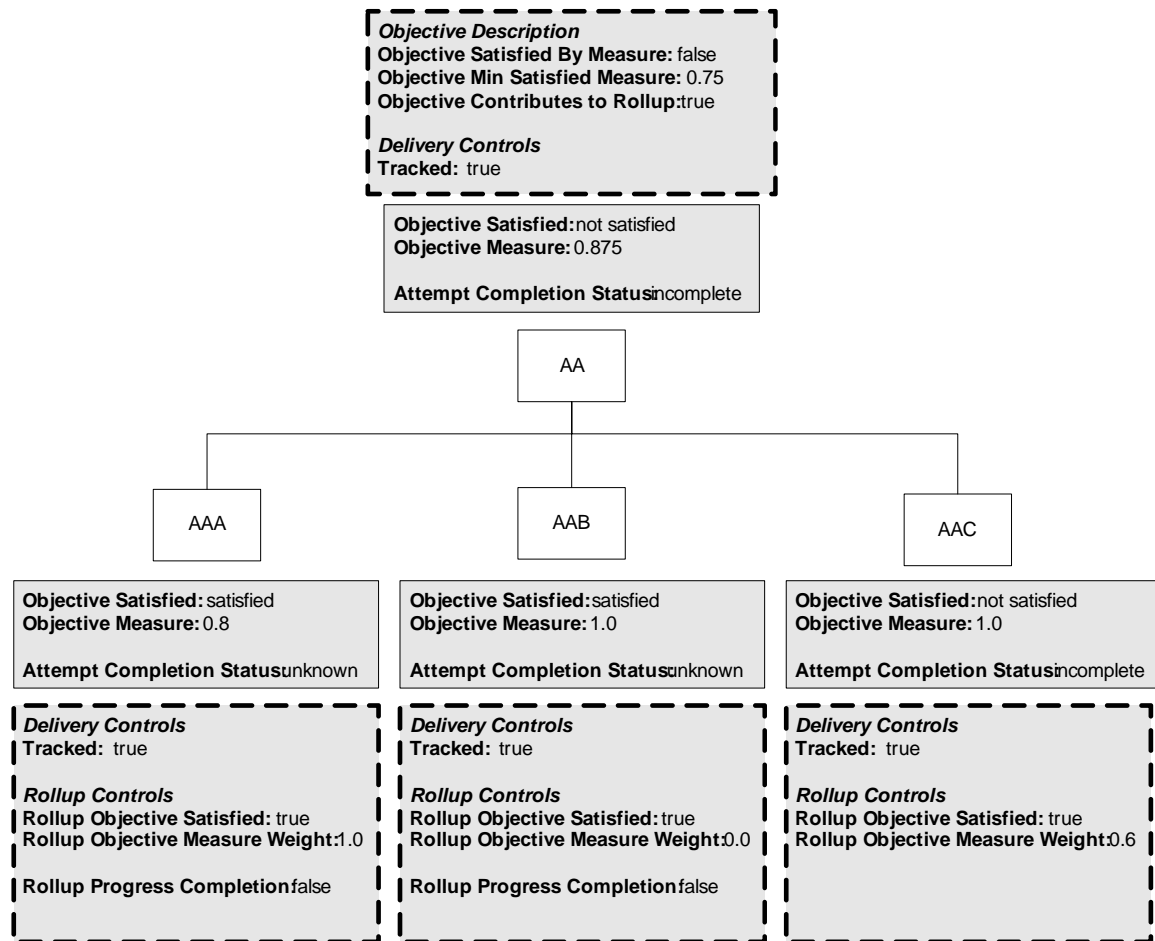 Objective Description
Objective Satisfied By Measure: false
Objective Min Satisfied Measure: 0.75
Objective Contributes to Rollup:true
Delivery Controls
Tracked: true
Objective Satisfied:not satisfied
Objective Measure: 0.875
Attempt Completion Status:incomplete
AA
AAA
AAB
AAC
Objective Satisfied: satisfied
Objective Measure: 0.8
Attempt Completion Status:unknown
Delivery Controls
Tracked: true
Rollup Controls
Rollup Objective Satisfied: true
Rollup Objective Measure Weight:1.0
Rollup Progress Completion:false
Objective Satisfied:satisfied
Objective Measure: 1.0
Attempt Completion Status:unknown
Delivery Controls
Tracked: true
Rollup Controls
Rollup Objective Satisfied: true
Rollup Objective Measure Weight:0.0
Rollup Progress Completion:false
Objective Satisfied:not satisfied
Objective Measure: 1.0
Attempt Completion Status:incomplete
Delivery Controls
Tracked: true
Rollup Controls
Rollup Objective Satisfied: true
Rollup Objective Measure Weight:0.6